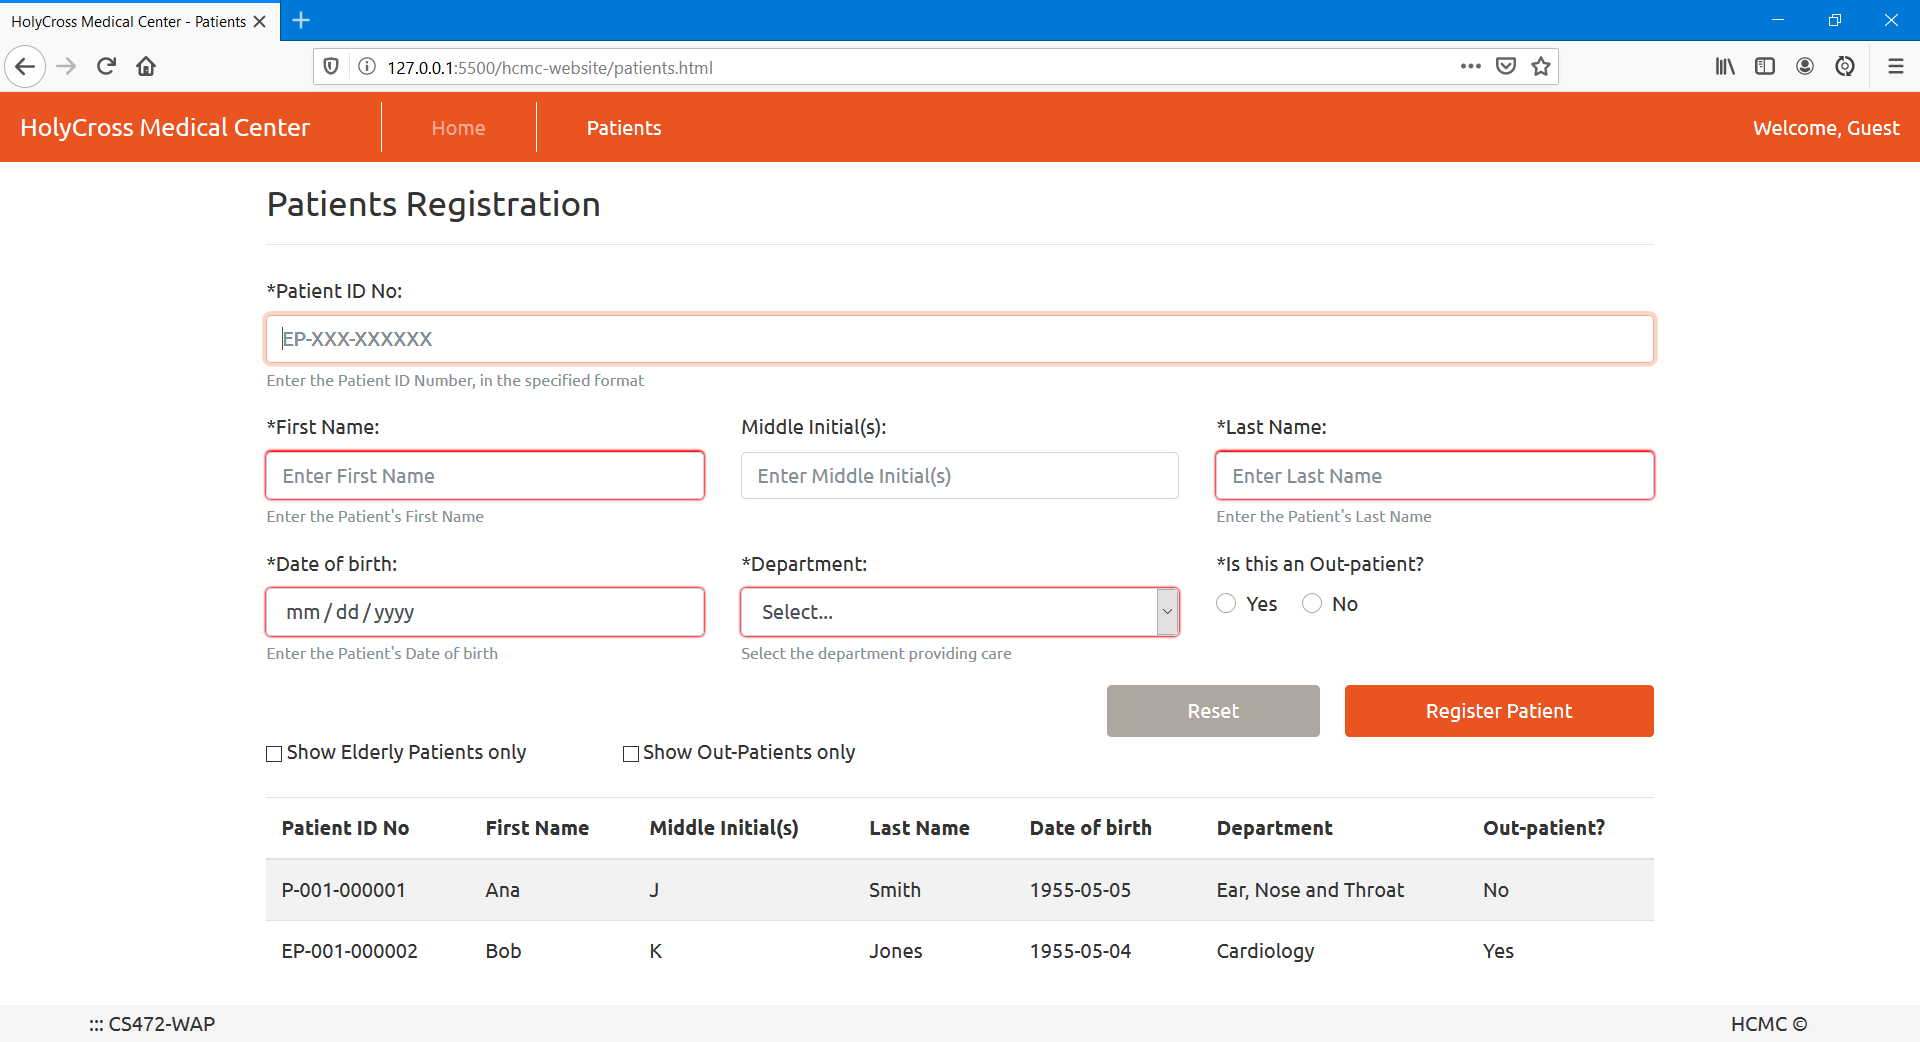 HolyCross Medical Center - Patients
127.0.0.1:5500/hcmc-website/patients.html
HolyCross Medical Center Home Patients Welcome, Guest
Patients Registration
*Patient ID No:
EP-XXX-XXXXXX
Enter the Patient ID Number, in the specified format
*First Name: Middle Initial(s): *Last Name:
Enter First Name Enter Middle Initial(s) Enter Last Name
Enter the Patient's First Name Enter the Patient's Last Name
*Date of birth: *Department: *Is this an Out-patient?
mm / dd / yyyy Select... Yes No
Enter the Patient's Date of birth Select the department providing care
Reset Register Patient
Show Elderly Patients only Show Out-Patients only
Patient ID No First Name Middle Initial(s) Last Name Date of birth Department Out-patient?
P-001-000001 Ana J Smith 1955-05-05 Ear, Nose and Throat No
EP-001-000002 Bob K Jones 1955-05-04 Cardiology Yes
::: CS472-WAP HCMC ©